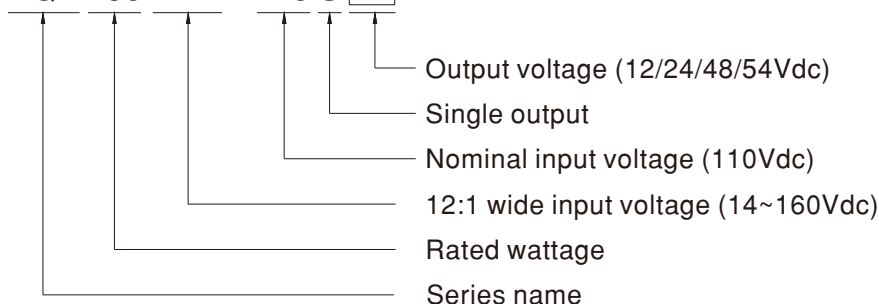 Output voltage (12/24/48/54Vdc)
Single output
Nominal input voltage (110Vdc)
12:1 wide input voltage (14~160Vdc)
Rated wattage
Series name